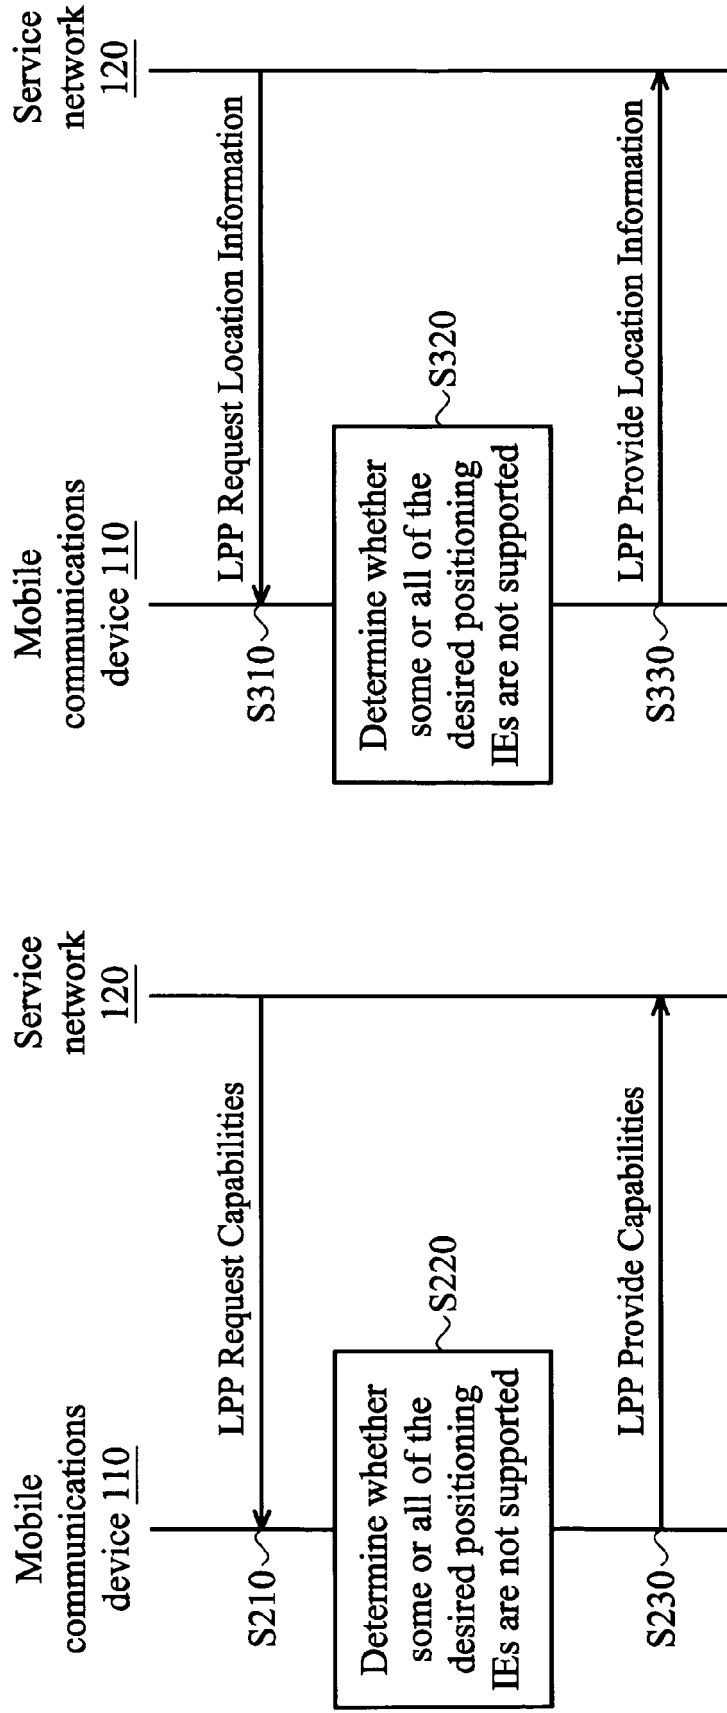 Mobile
communications
device 110
Service
network
120
LPP Request Capabilities
S210
Determine whether
some or all of the
desired positioning
IEs are not supported
S220
LPP Provide Capabilities
S230
Mobile
communications
device 110
Service
network
120
LPP Request Location Information
S310
Determine whether
some or all of the
desired positioning
IEs are not supported
S320
LPP Provide Location Information
S330